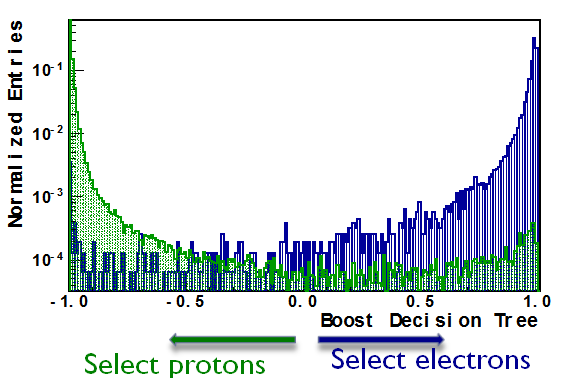 Normalized Entries
10-1
10-2
10-3
10-4
-1.0 -0.5 0.0 0.5 1.0
Boost Decision Tree
Select protons
Select electrons